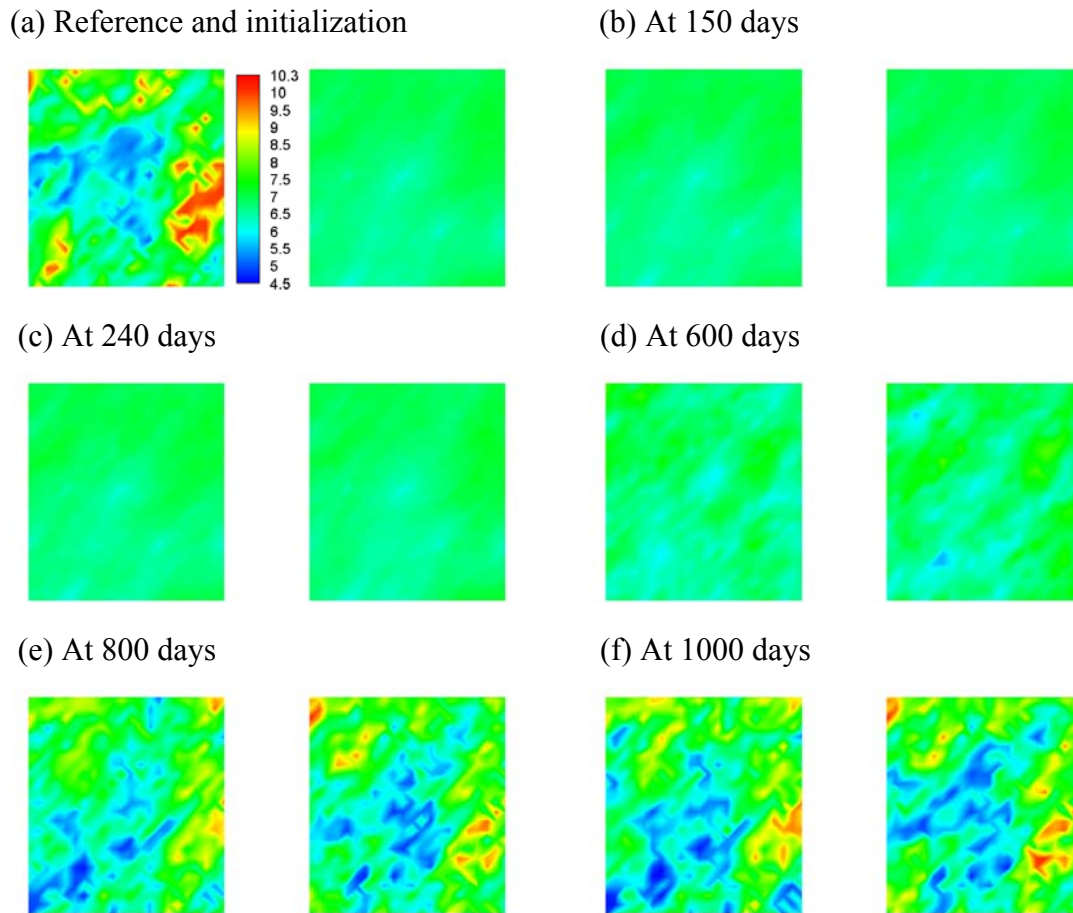 (a) Reference and initialization
(b) At 150 days
10.3
10
9.5
9
8.5
8
7.5
7
6.5
6
5.5
5
4.5
(c) At 240 days
(d) At 600 days
(e) At 800 days
(f) At 1000 days